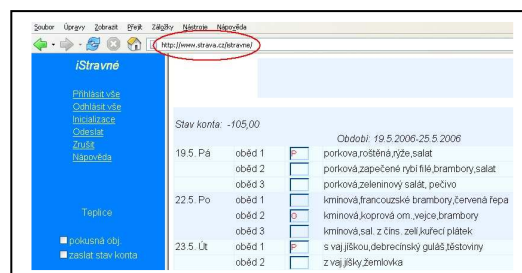 Soubor Úpravy Zobrazit Přejít Záložky Nástroje Nápověda
http://www.strava.cz/istravne/
iStravné
Přihlásit vše
Odhlásit vše
Inicializace
Odeslat
Zrušit
Nápověda
Teplice
pokusná obj.
zaslat stav konta
Stav konta: -105,00
Období: 19.5.2006-25.5.2006
19.5. Pá oběd 1 P porkova,roštěná,rýže,salat
oběd 2 porková,zapečené rybí filé,brambory,salat
oběd 3 porková,zeleninový salát, pečivo
22.5. Po oběd 1 kmínová,francouzské brambory,červená řepa
oběd 2 O kmínová,koprová om.,vejce,brambory
oběd 3 kmínová,sal. z číns. zelí,kuřecí plátek
23.5. Út oběd 1 P s vaj.jíškou,debrecínský guláš,těstoviny
oběd 2 z vaj.jíšky,žemlovka